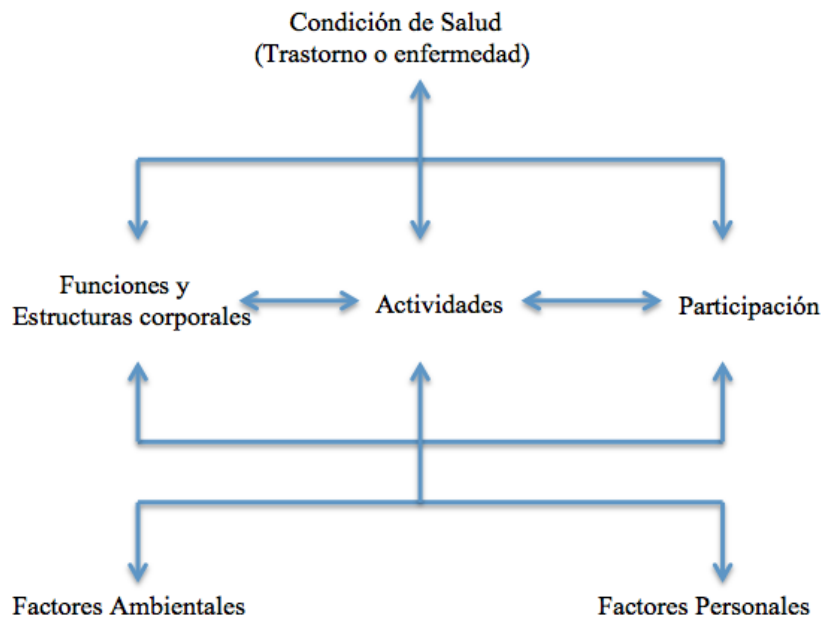 Condición de Salud
(Trastorno o enfermedad)
Funciones y
Estructuras corporales
Actividades
Participación
Factores Ambientales
Factores Personales